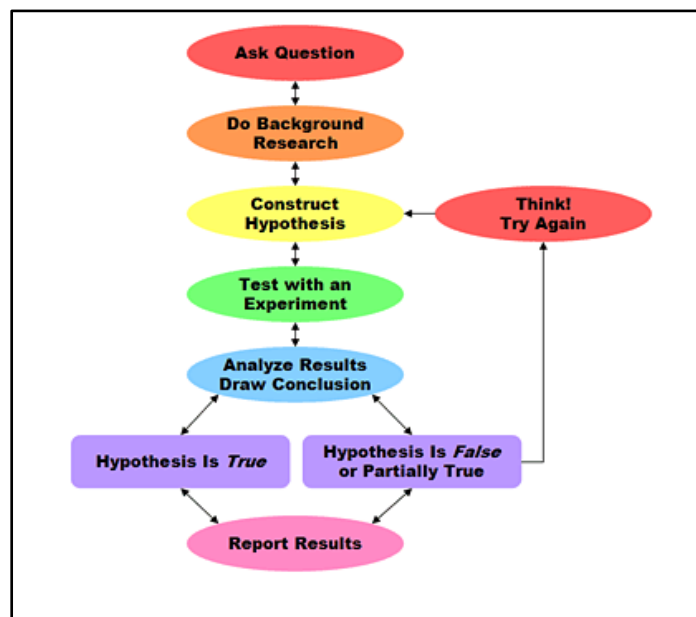 Ask Question
Do Background
Research
Construct
Hypothesis
Think!
Try Again
Test with an
Experiment
Analyze Results
Draw Conclusion
Hypothesis Is True
Hypothesis Is False
or Partially True
Report Results